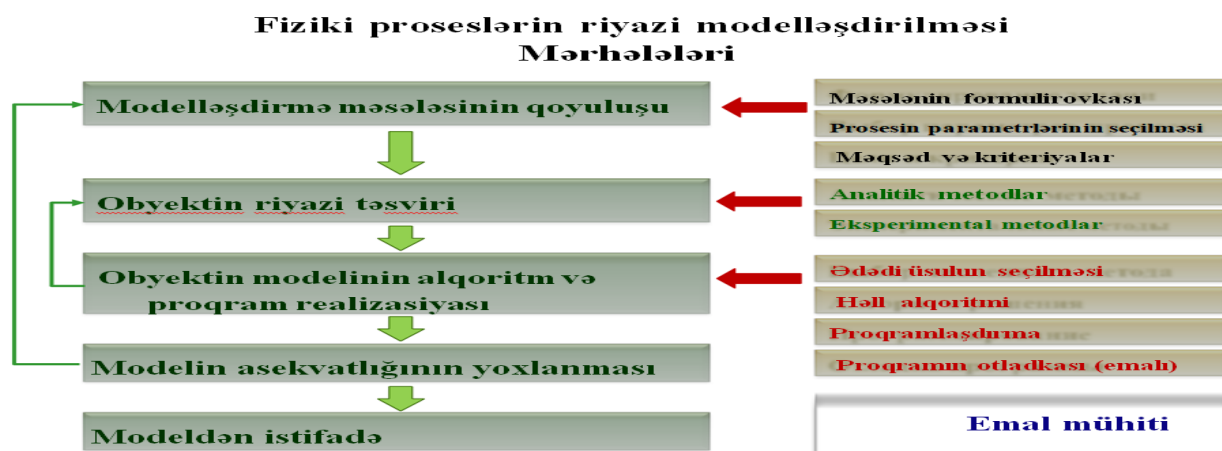 Fiziki proseslərin riyazi modelləşdirilməsi
Mərhələləri
Modelləşdirmə məsələsinin qoyuluşu
Obyektin riyazi təsviri
Obyektin modelinin alqoritm və
proqram realizasiyası
Modelin asekvatlığının yoxlanması
Modeldən istifadə
Məsələnin formulirovkası
Prosesin parametrlərinin seçilməsi
Məqsəd və kriteriyalar
Analitik metodlar
Eksperimental metodlar
Ədədi üsulun seçilməsi
Həll alqoritmi
Proqramlaşdırma
Proqramın otladkası (emalı)
Emal mühiti